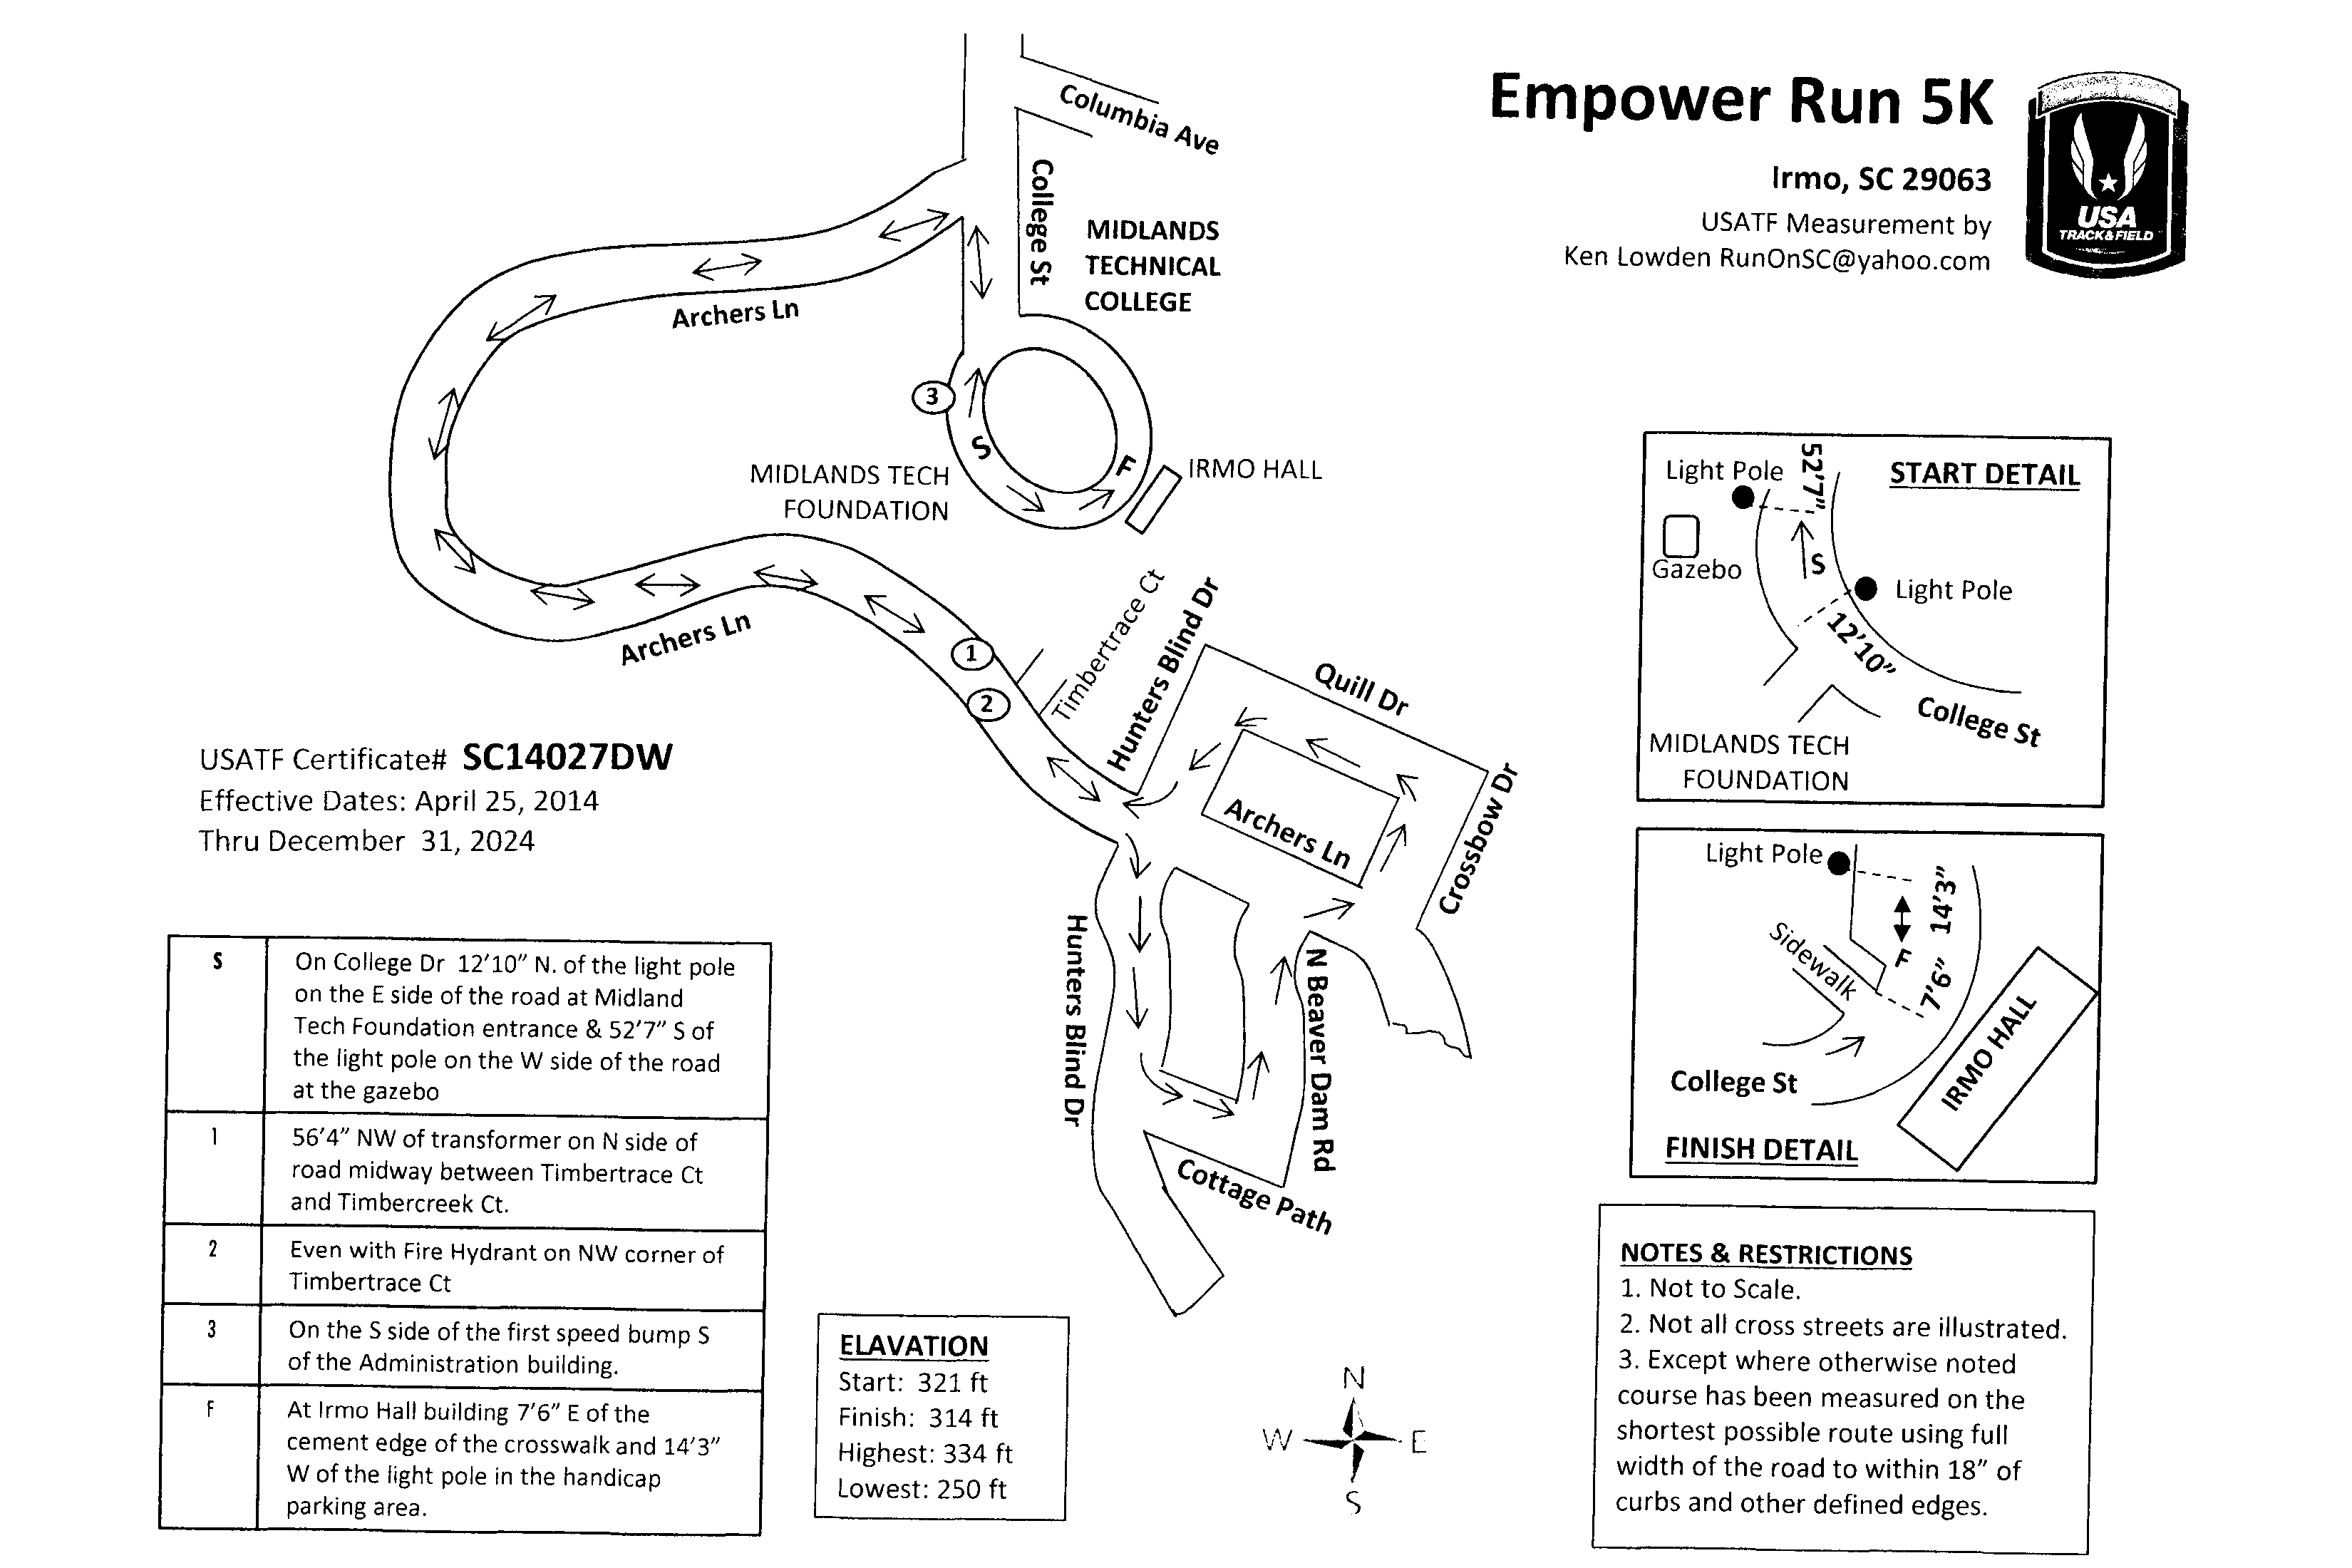 Empower Run 5K
Irmo, SC 29063
USATF Measurement by
Ken Lowden RunOnSC@yahoo.com
USA
TRACK&FIELD
Columbia Ave
College St
MIDLANDS
TECHNICAL
COLLEGE
Archers Ln
3
S
F
IRMO HALL
MIDLANDS TECH
FOUNDATION
Archers Ln
1
2
Timbertrace Ct
Hunters Blind Dr
Quill Dr
Archers Ln
Crossbow Dr
Hunters Blind Dr
N Beaver Dam Rd
Cottage Path
USATF Certificate# SC14027DW
Effective Dates: April 25, 2014
Thru December 31, 2024
S
On College Dr 12’10” N. of the light pole
on the E side of the road at Midland
Tech Foundation entrance & 52’7” S of
the light pole on the W side of the road
at the gazebo
1
56’4” NW of transformer on N side of
road midway between Timbertrace Ct
and Timbercreek Ct.
2
Even with Fire Hydrant on NW corner of
Timbertrace Ct
3
On the S side of the first speed bump S
of the Administration building.
F
At Irmo Hall building 7’6” E of the
cement edge of the crosswalk and 14’3”
W of the light pole in the handicap
parking area.
ELAVATION
Start: 321 ft
Finish: 314 ft
Highest: 334 ft
Lowest: 250 ft
N
W E
S
START DETAIL
Light Pole
52’7”
Gazebo
S
Light Pole
12’10”
College St
MIDLANDS TECH
FOUNDATION
Light Pole
14’3”
F
7’6”
Sidewalk
College St
IRMO HALL
FINISH DETAIL
NOTES & RESTRICTIONS
1. Not to Scale.
2. Not all cross streets are illustrated.
3. Except where otherwise noted
course has been measured on the
shortest possible route using full
width of the road to within 18” of
curbs and other defined edges.